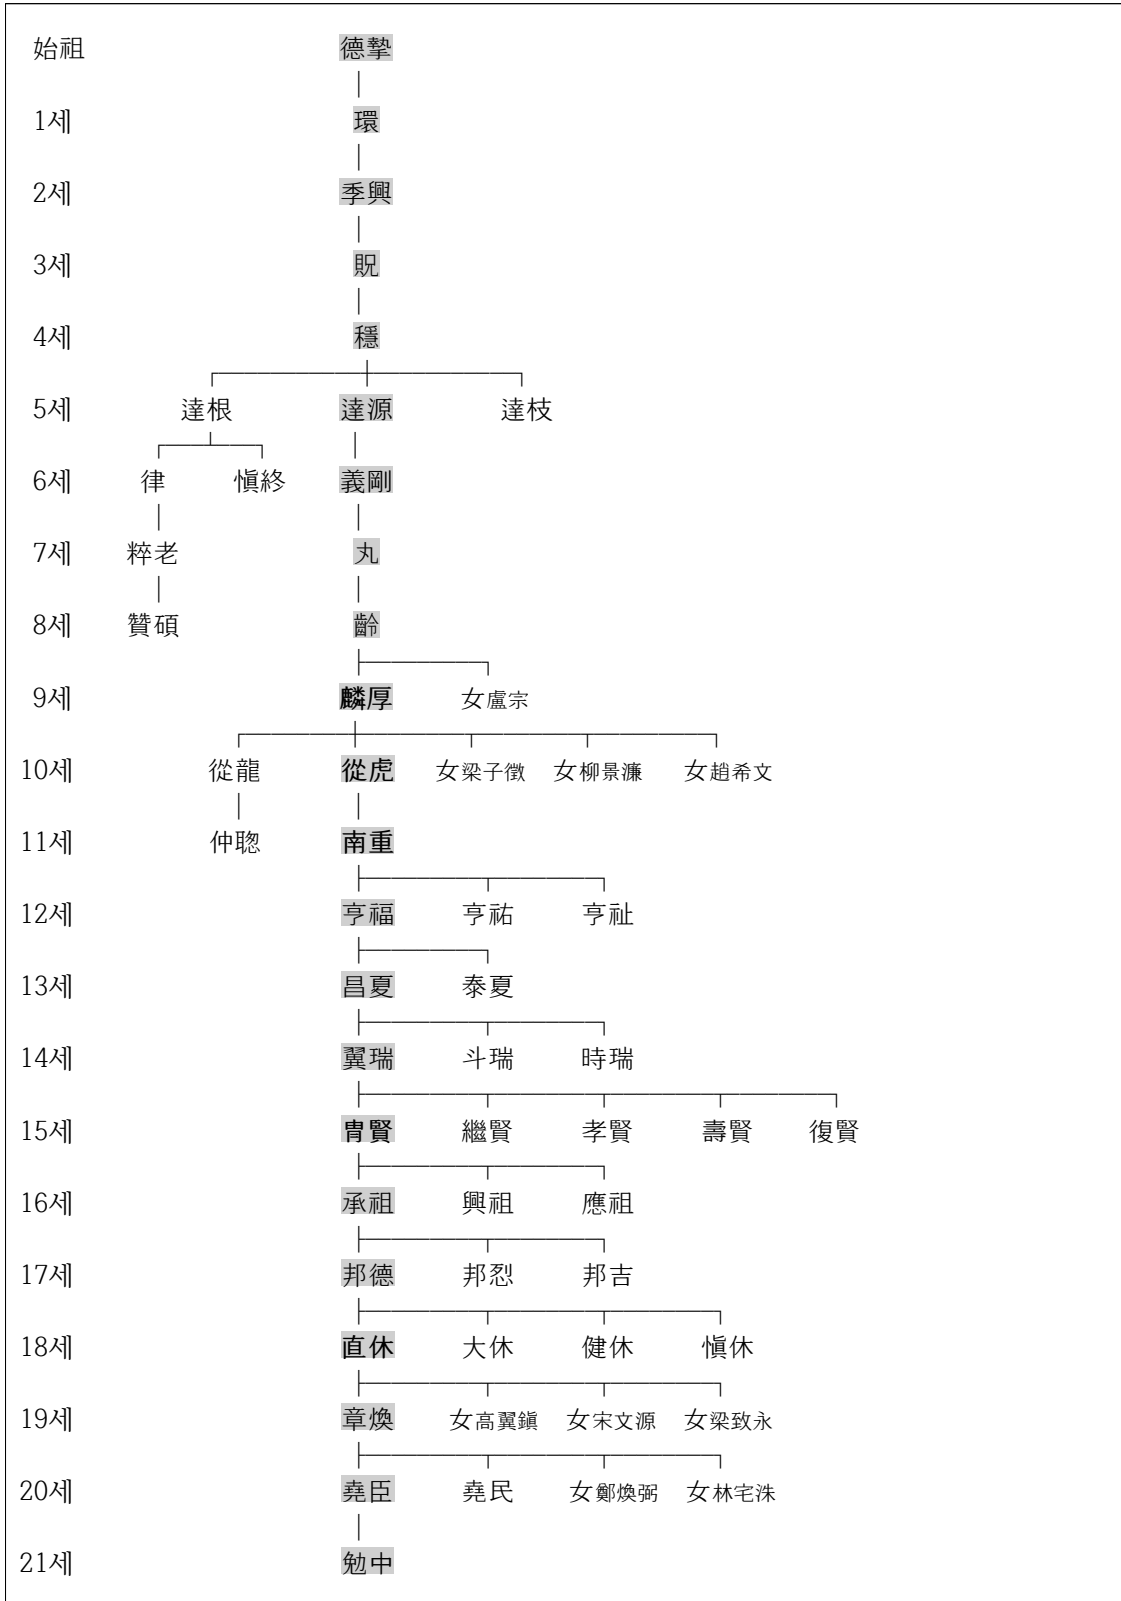 始祖 德摯
1세 環
2세 季興
3세 貺
4세 穩
5세 達根 達源 達枝
6세 律 愼終 義剛
7세 粹老 丸
8세 贊碩 齡
9세 麟厚 女盧宗
10세 從龍 從虎 女梁子徵 女柳景濂 女趙希文
11세 仲聰 南重
12세 亨福 亨祐 亨祉
13세 昌夏 泰夏
14세 翼瑞 斗瑞 時瑞
15세 胄賢 繼賢 孝賢 壽賢 復賢
16세 承祖 興祖 應祖
17세 邦德 邦烈 邦吉
18세 直休 大休 健休 愼休
19세 章煥 女高翼鎭 女宋文源 女梁致永
20세 堯臣 堯民 女鄭煥弼 女林宅洙
21세 勉中